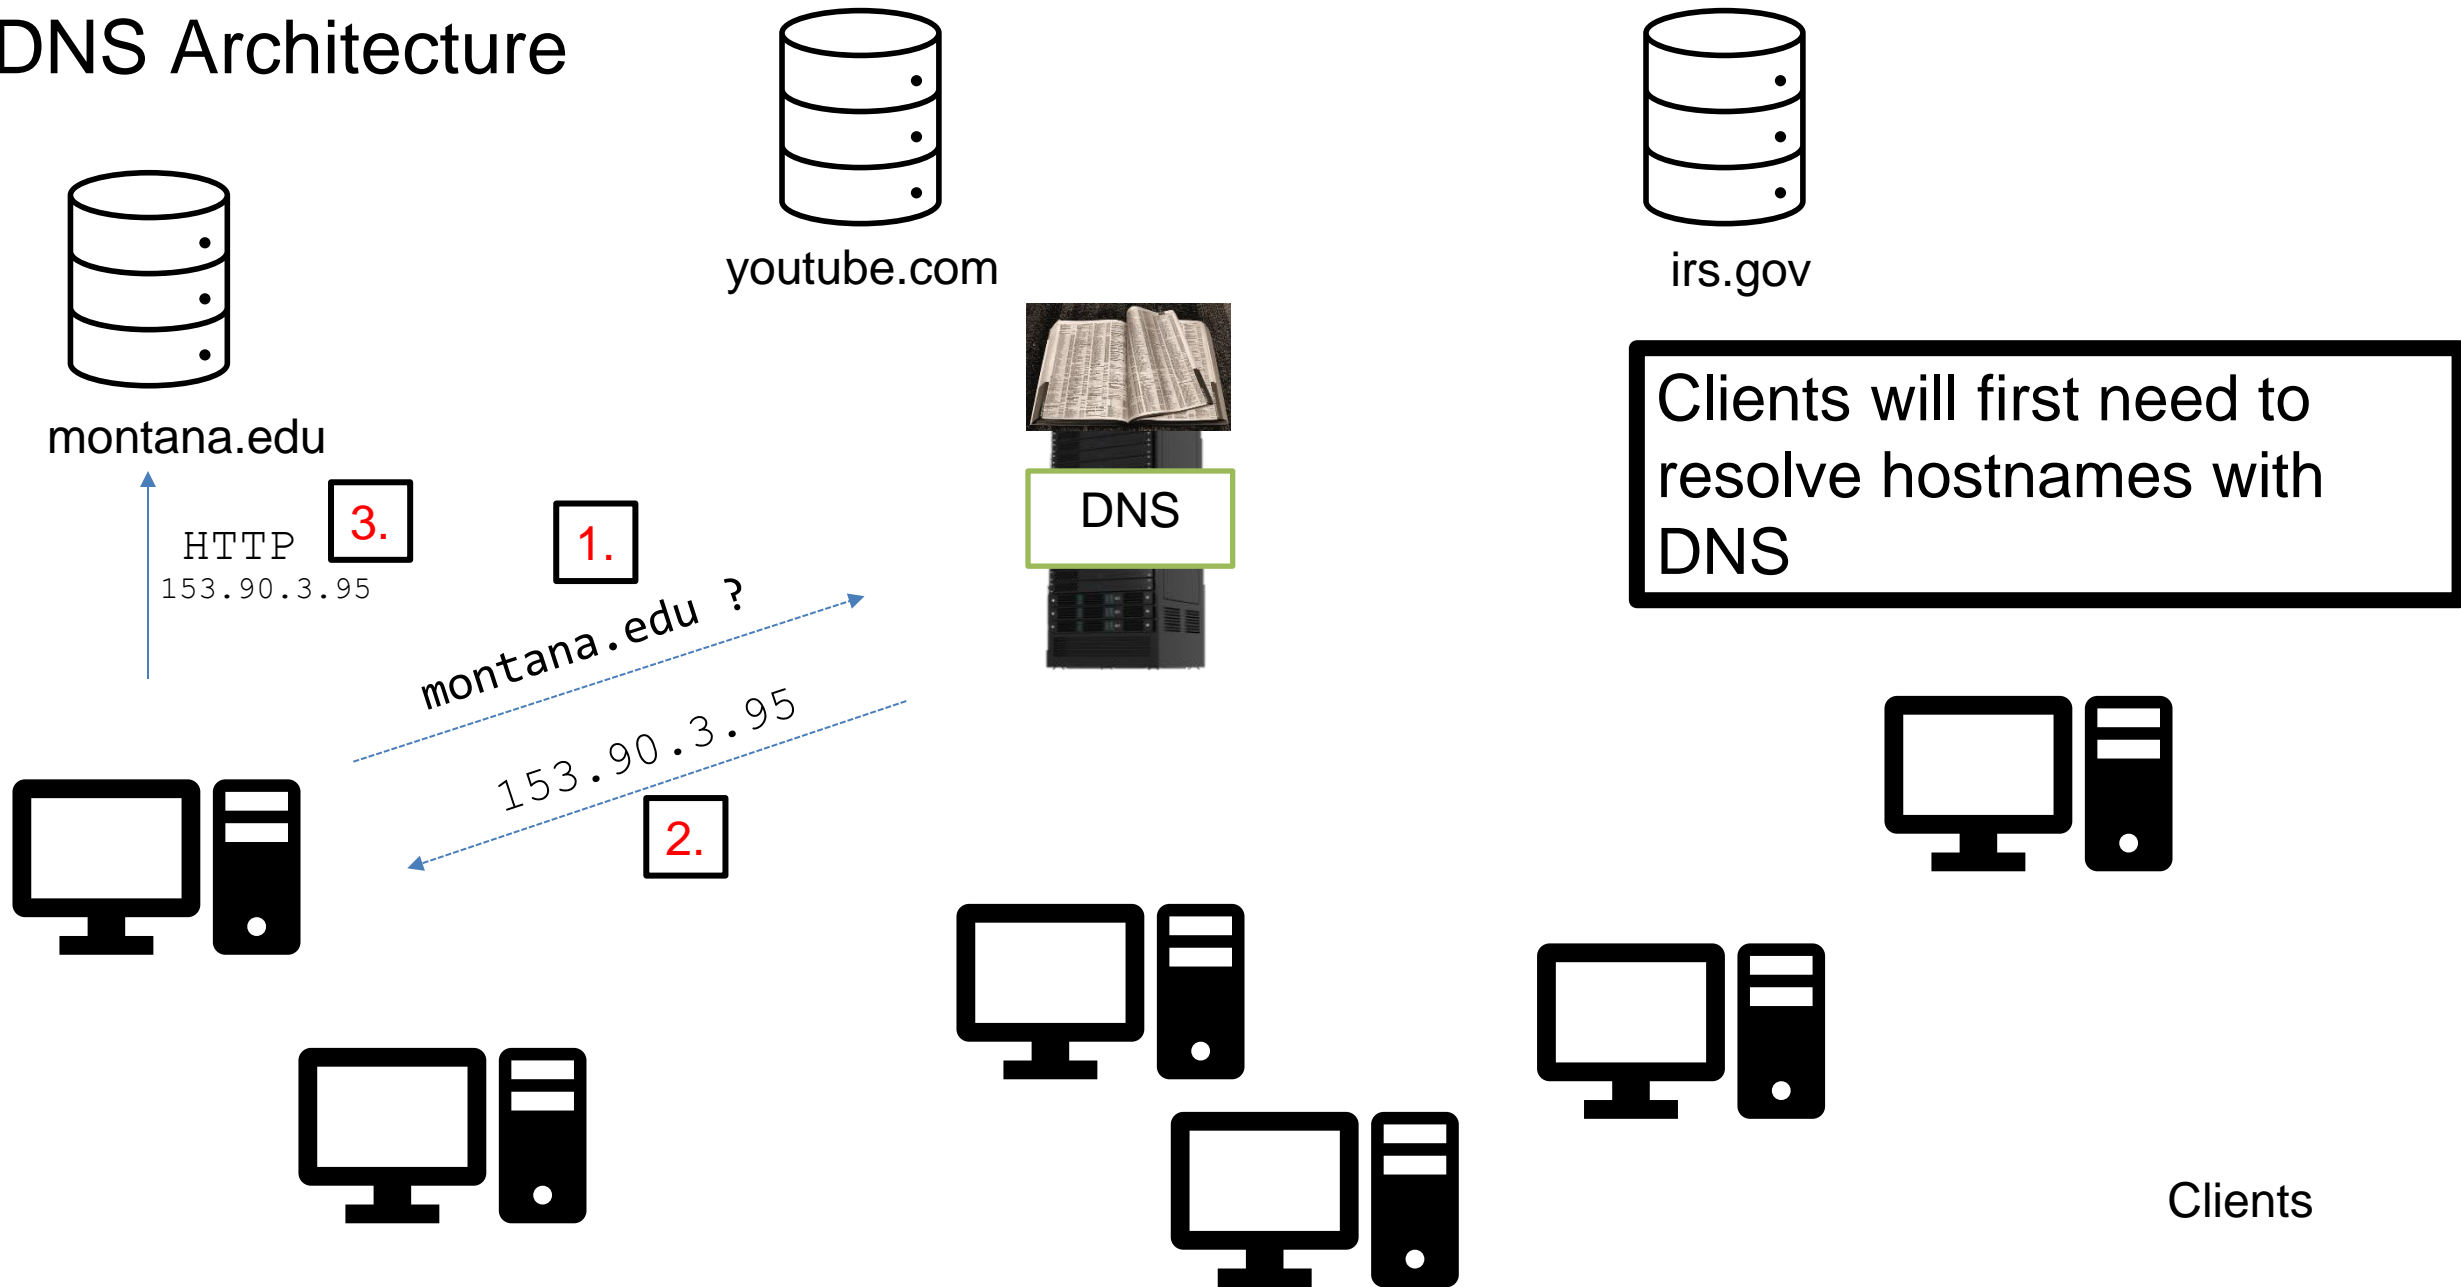 DNS Architecture
youtube.com
irs.gov
montana.edu
Clients will first need to
resolve hostnames with
DNS
DNS
3.
HTTP
153.90.3.95
1.
montana.edu ?
153.90.3.95
2.
Clients